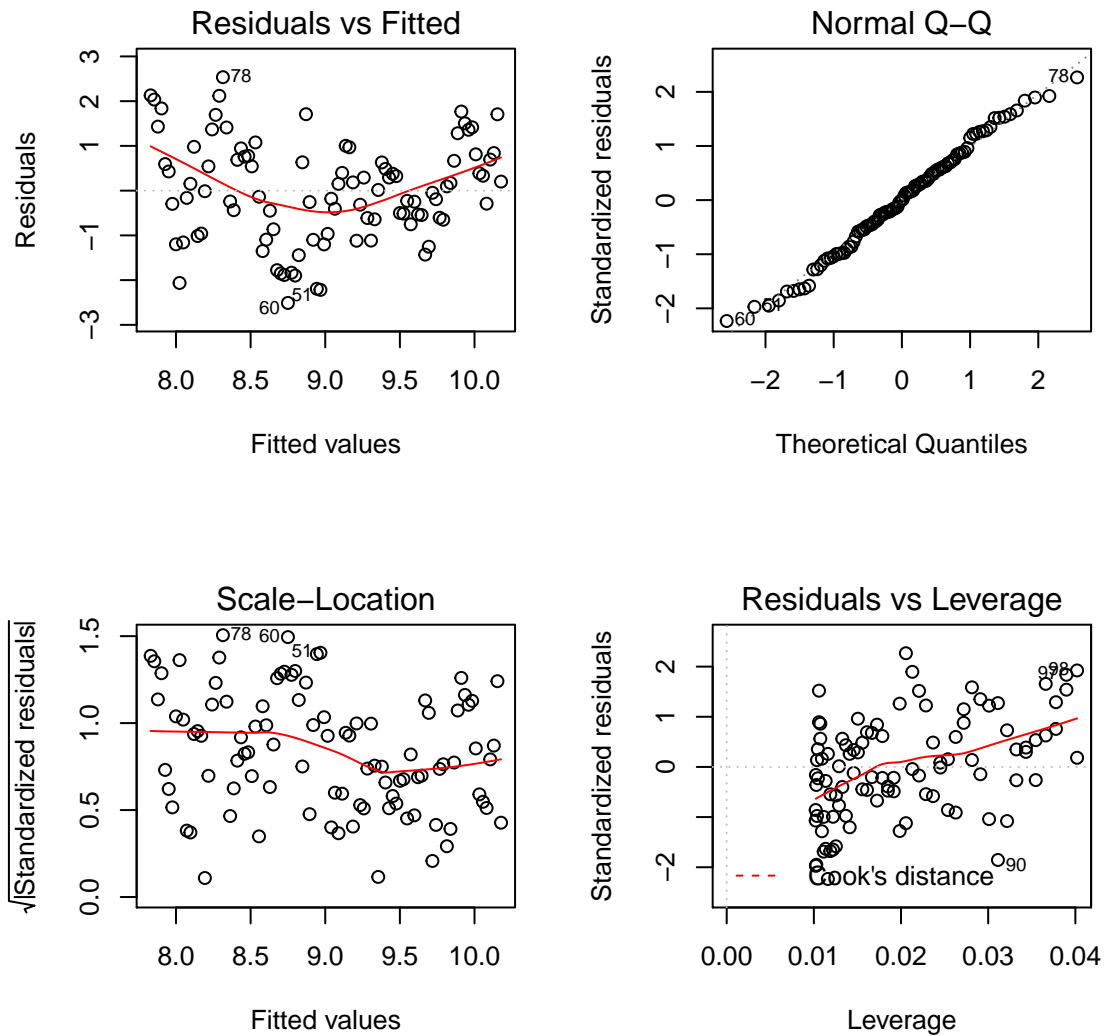 Residuals vs Fitted
Residuals
3
2
1
−1
−3
78
51
60
8.0 8.5 9.0 9.5 10.0
Fitted values
Normal Q−Q
Standardized residuals
2
1
0
−1
−2
78
51
60
−2 −1 0 1 2
Theoretical Quantiles
Scale−Location
√|Standardized residuals|
1.5
1.0
0.5
0.0
78
60
51
8.0 8.5 9.0 9.5 10.0
Fitted values
Residuals vs Leverage
Standardized residuals
2
1
0
−1
−2
97
98
90
ook's distance
0.00 0.01 0.02 0.03 0.04
Leverage